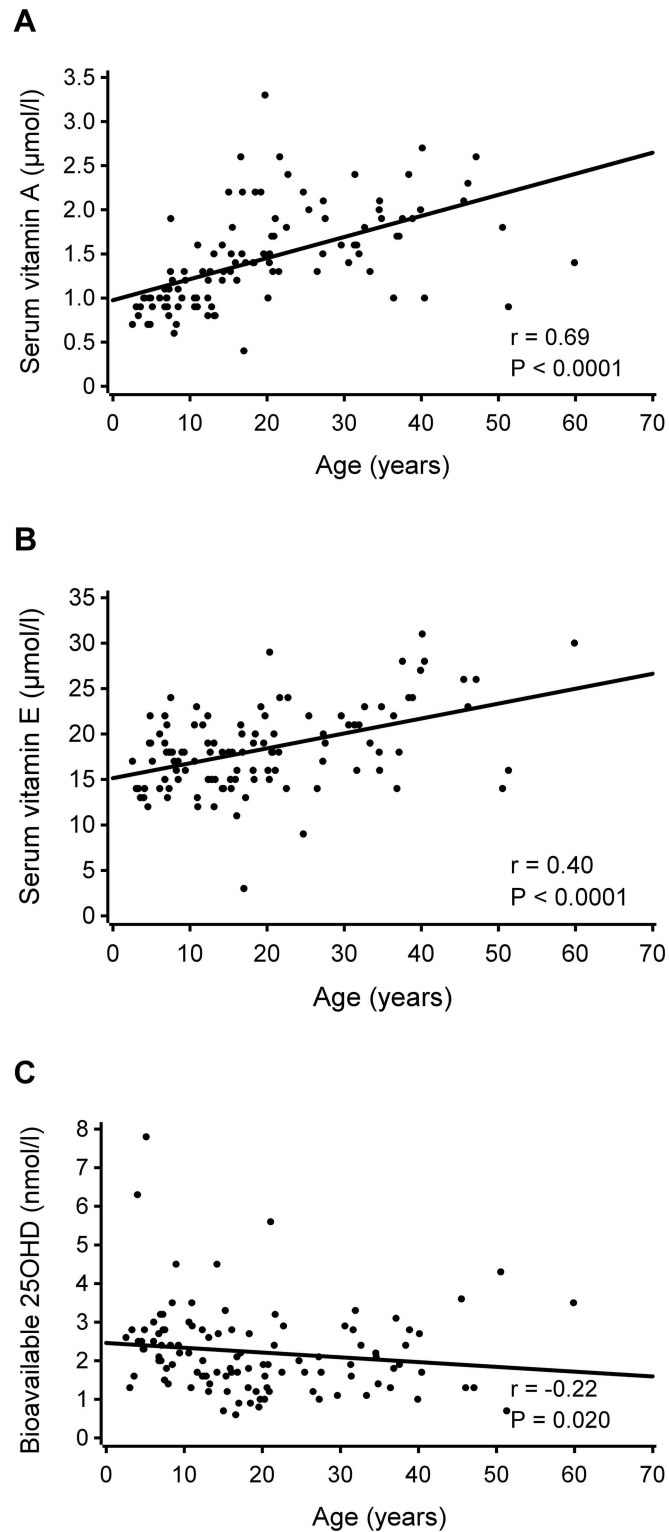 A
Serum vitamin A (µmol/l)
3.5
3.0
2.5
2.0
1.5
1.0
0.5
0
0 10 20 30 40 50 60 70
Age (years)
r = 0.69
P < 0.0001
B
Serum vitamin E (µmol/l)
35
30
25
20
15
10
5
0
0 10 20 30 40 50 60 70
Age (years)
r = 0.40
P < 0.0001
C
Bioavailable 25OHD (nmol/l)
8
7
6
5
4
3
2
1
0
0 10 20 30 40 50 60 70
Age (years)
r = -0.22
P = 0.020